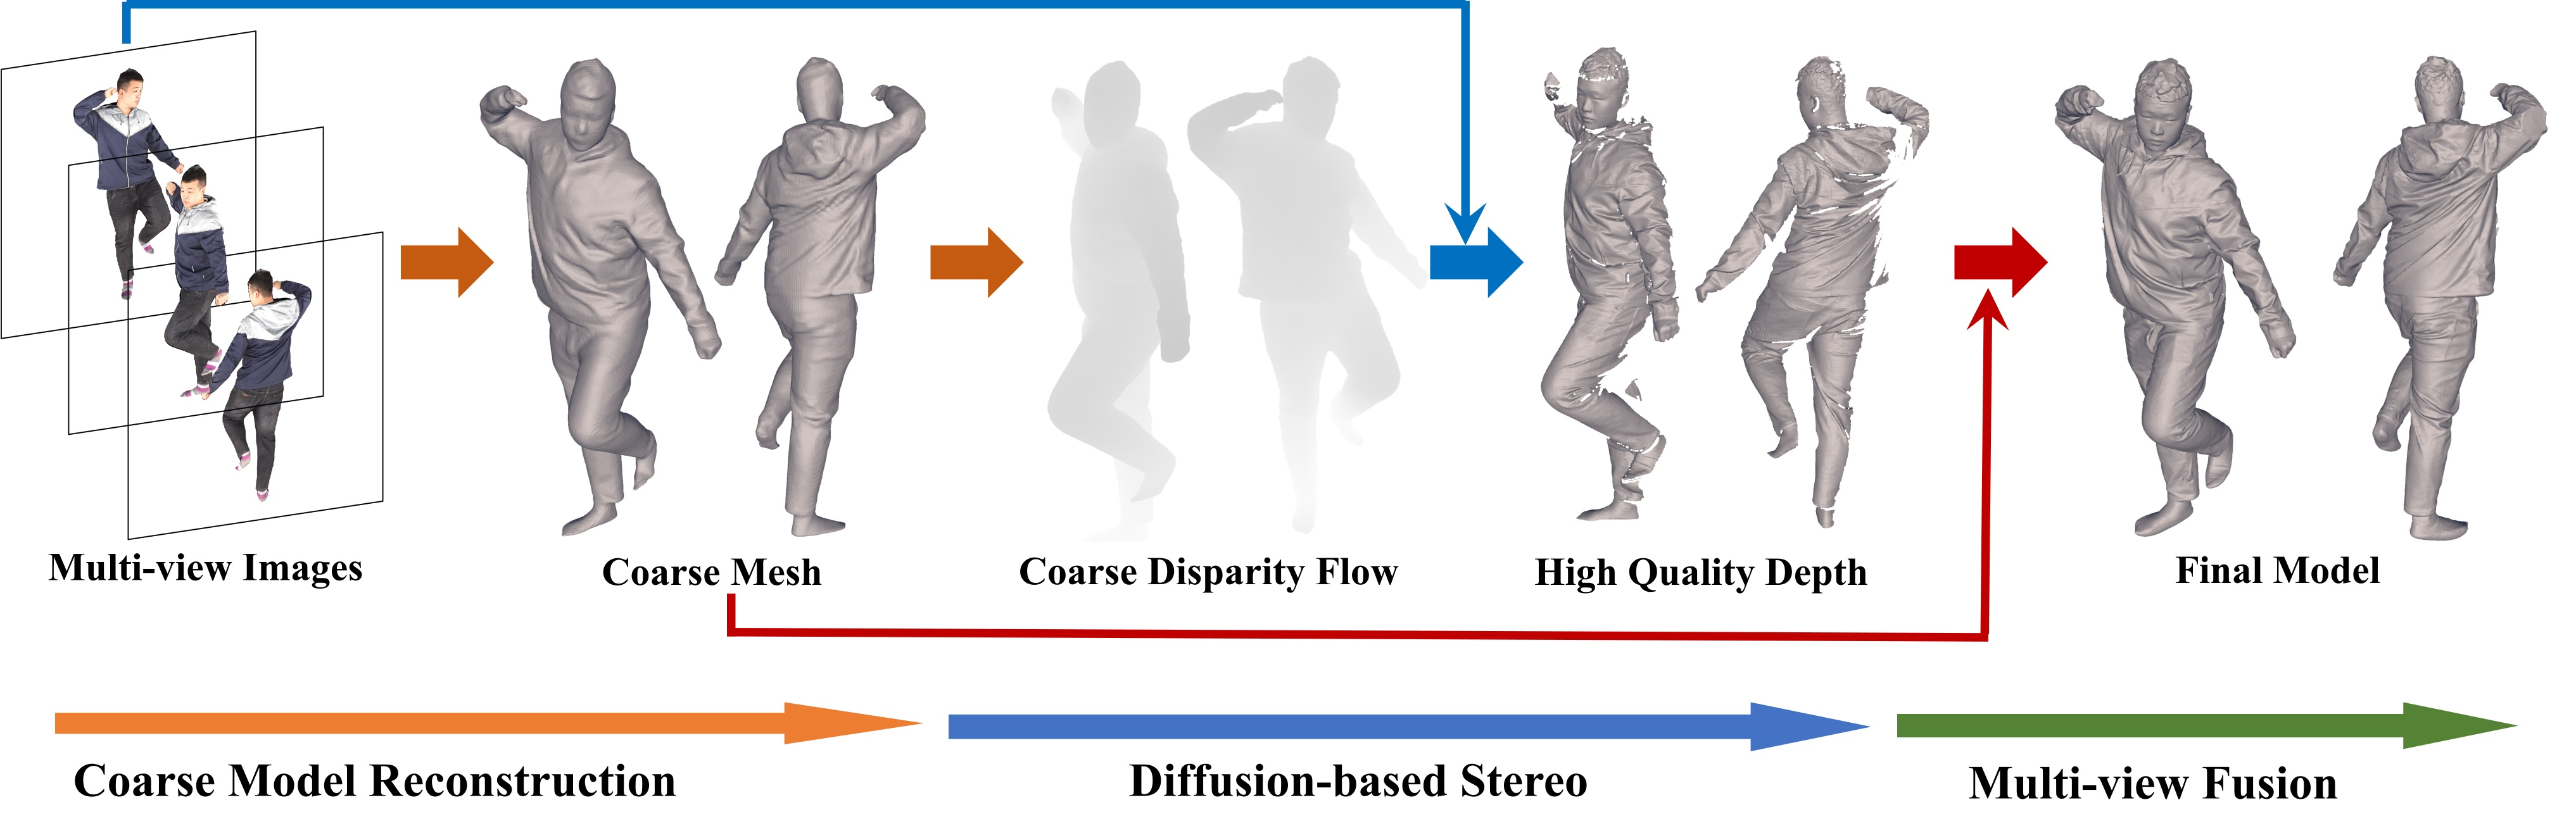 Multi-view Images
Coarse Mesh
Coarse Disparity Flow
High Quality Depth
Final Model
Coarse Model Reconstruction
Diffusion-based Stereo
Multi-view Fusion